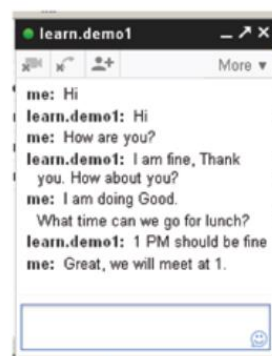 learn.demo1
More
me: Hi
learn.demo1: Hi
me: How are you?
learn.demo1: I am fine, Thank
you. How about you?
me: I am doing Good.
What time can we go for lunch?
learn.demo1: 1 PM should be fine
me: Great, we will meet at 1.